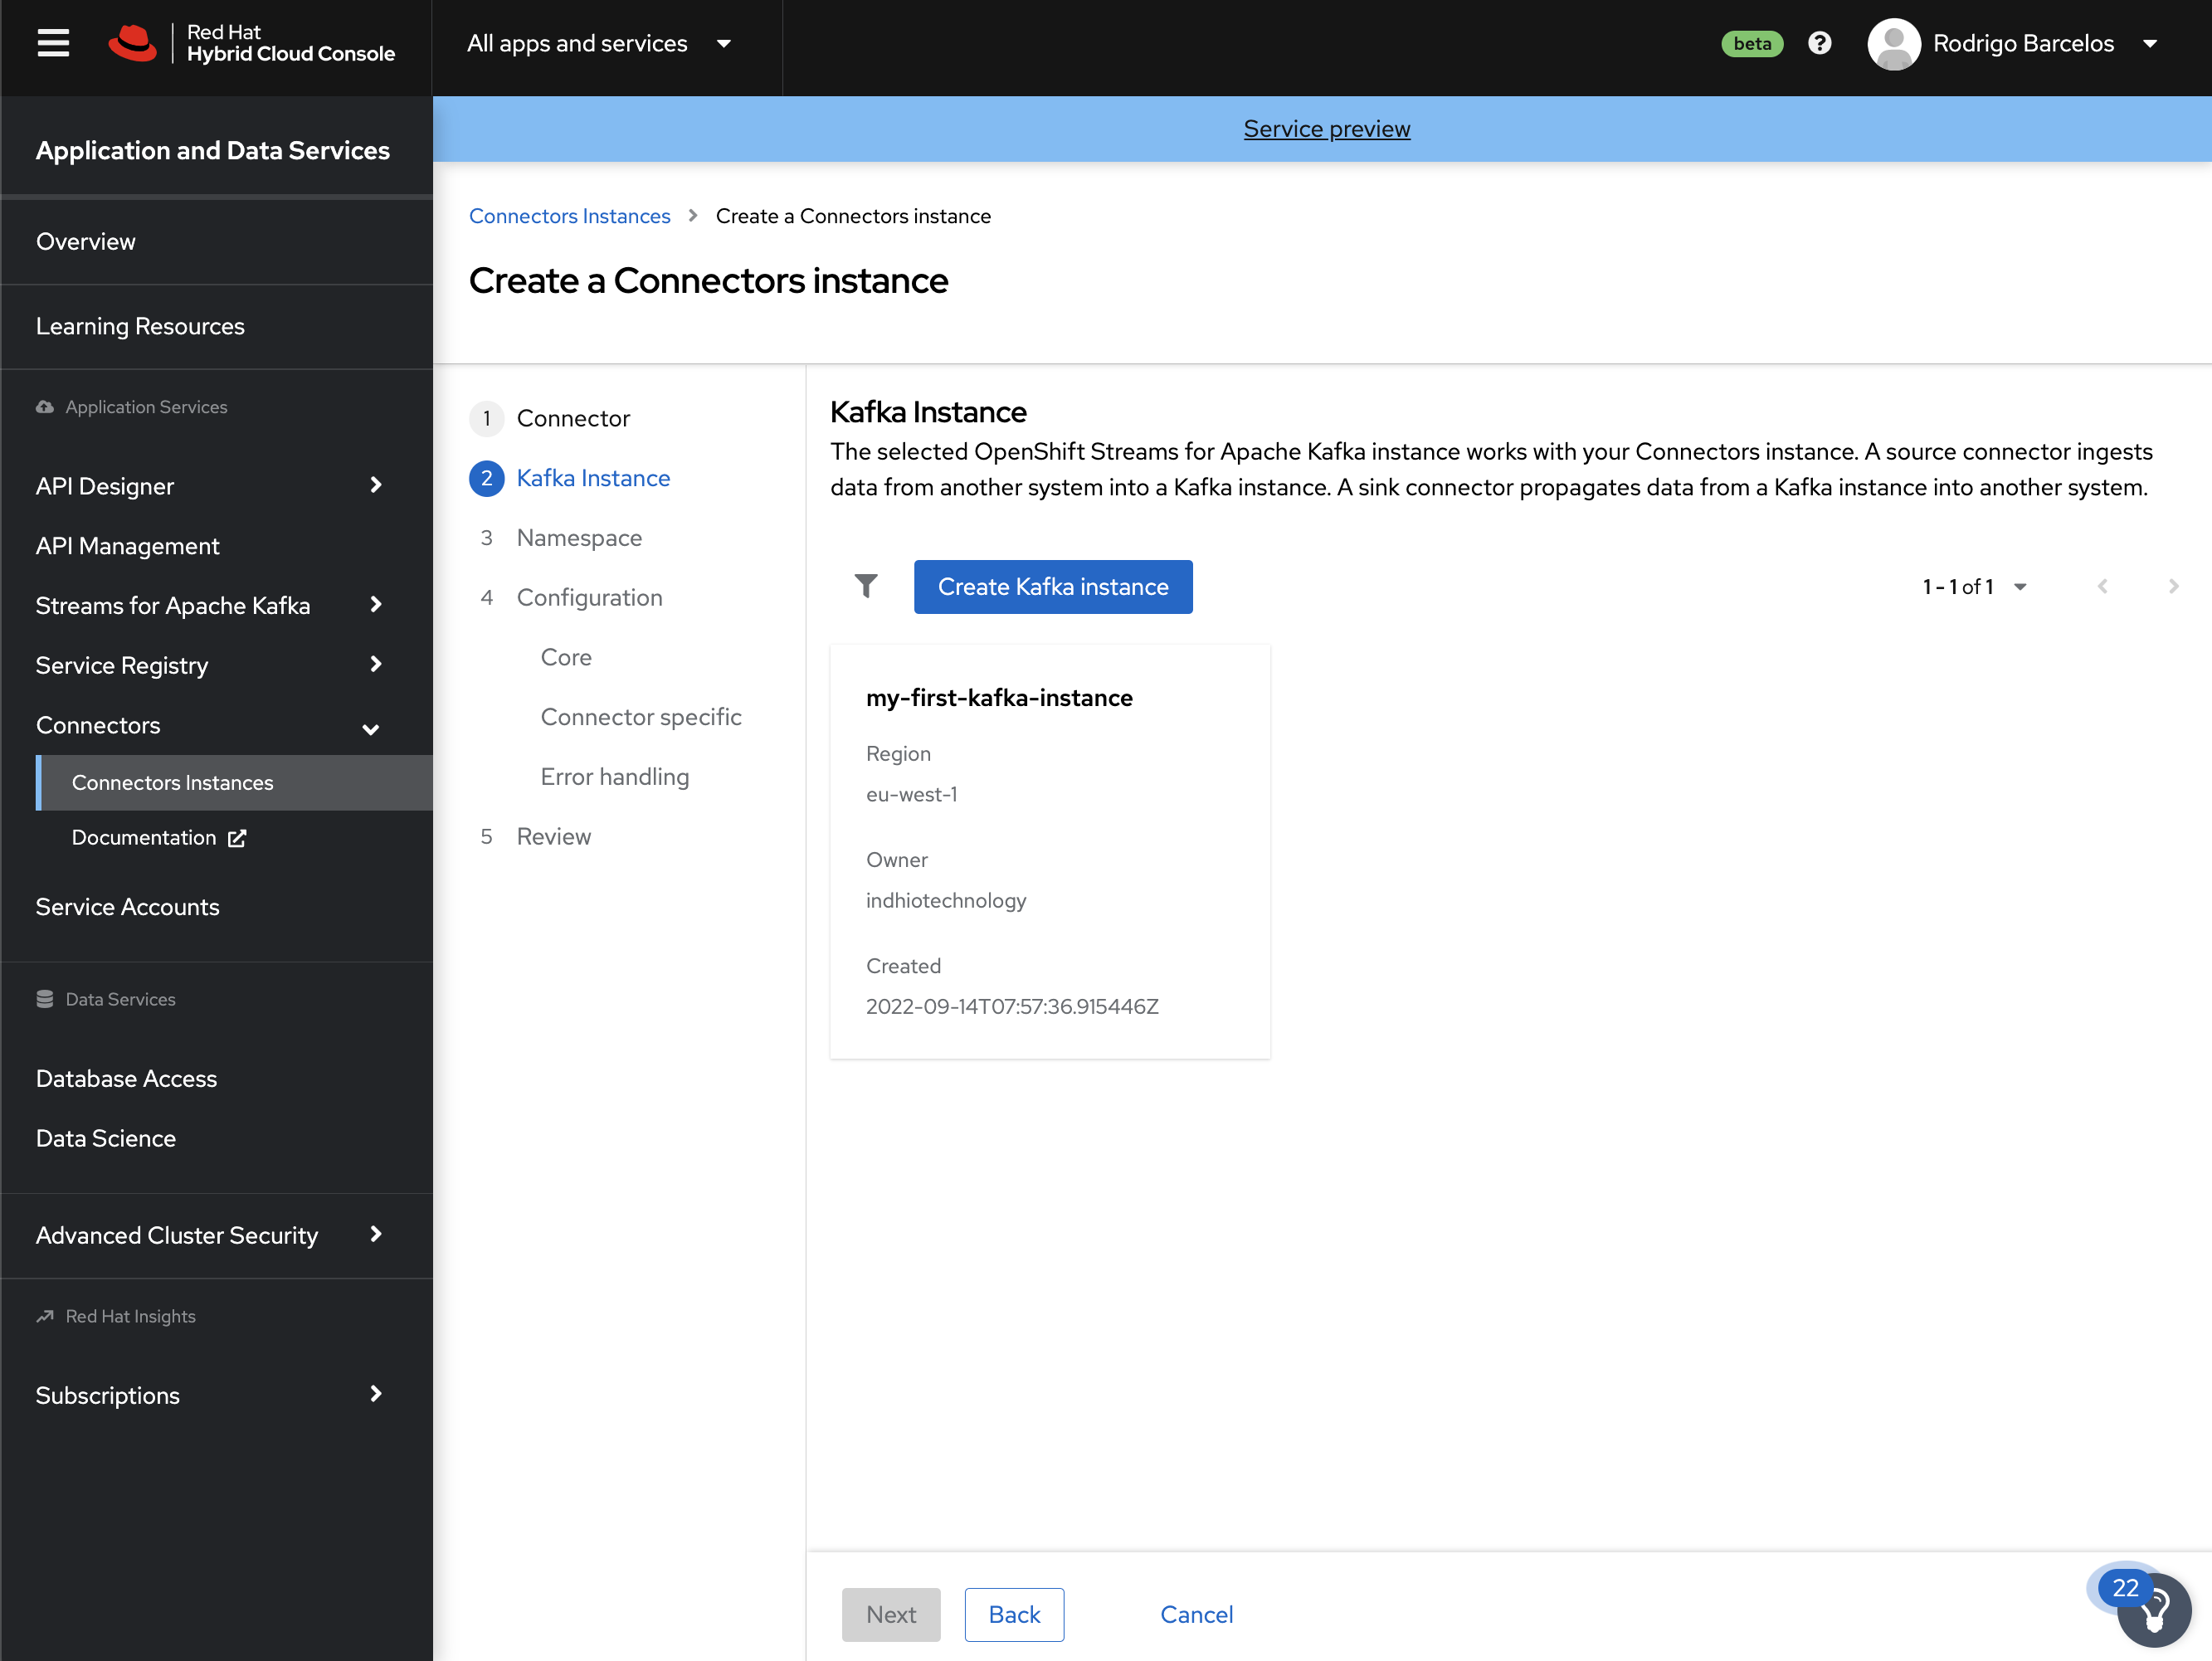 Red Hat
Hybrid Cloud Console
All apps and services
beta
Rodrigo Barcelos
Application and Data Services
Overview
Learning Resources
Application Services
API Designer
API Management
Streams for Apache Kafka
Service Registry
Connectors
Connectors Instances
Documentation
Service Accounts
Data Services
Database Access
Data Science
Advanced Cluster Security
Red Hat Insights
Subscriptions
Service preview
Connectors Instances > Create a Connectors instance
Create a Connectors instance
1 Connector
2 Kafka Instance
3 Namespace
4 Configuration
Core
Connector specific
Error handling
5 Review
Kafka Instance
The selected OpenShift Streams for Apache Kafka instance works with your Connectors instance. A source connector ingests
data from another system into a Kafka instance. A sink connector propagates data from a Kafka instance into another system.
Create Kafka instance
1 - 1 of 1
my-first-kafka-instance
Region
eu-west-1
Owner
indhiotechnology
Created
2022-09-14T07:57:36.915446Z
Next
Back
Cancel
22